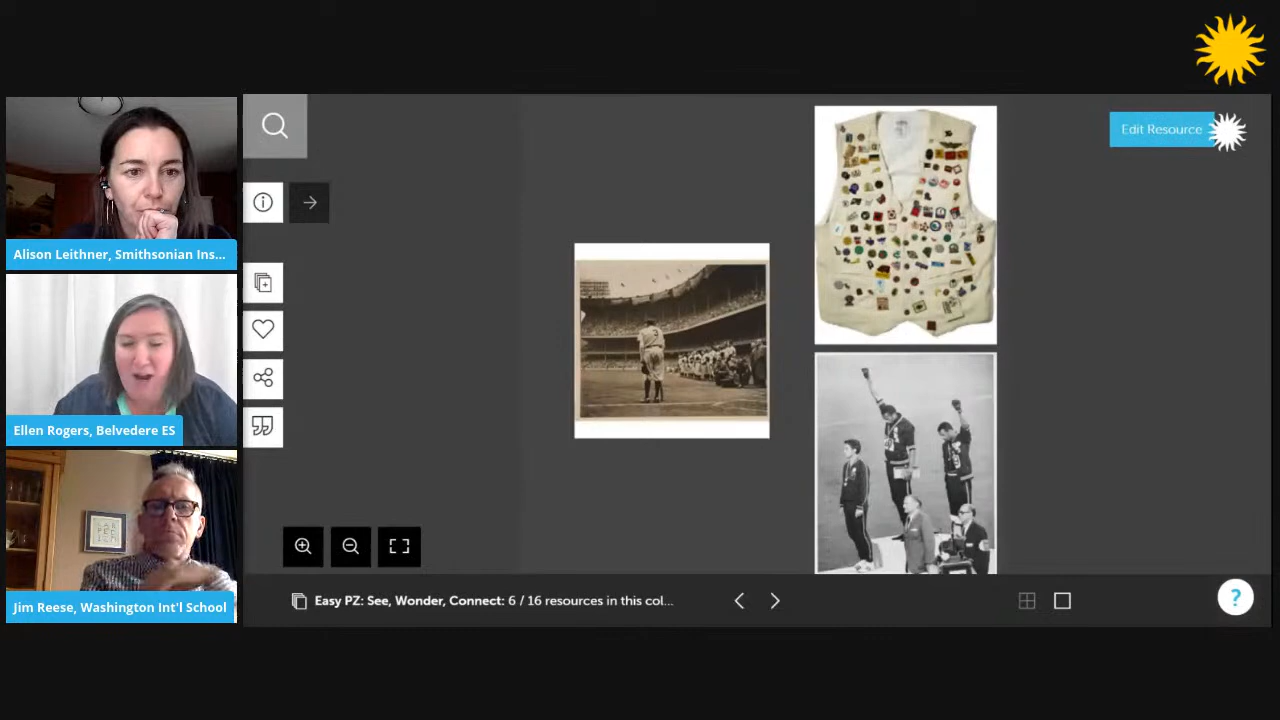 Edit Resource
Alison Leithner, Smithsonian Ins...
Ellen Rogers, Belvedere ES
Jim Reese, Washington Int'l School
Easy PZ: See, Wonder, Connect: 6 / 16 resources in this col...
?